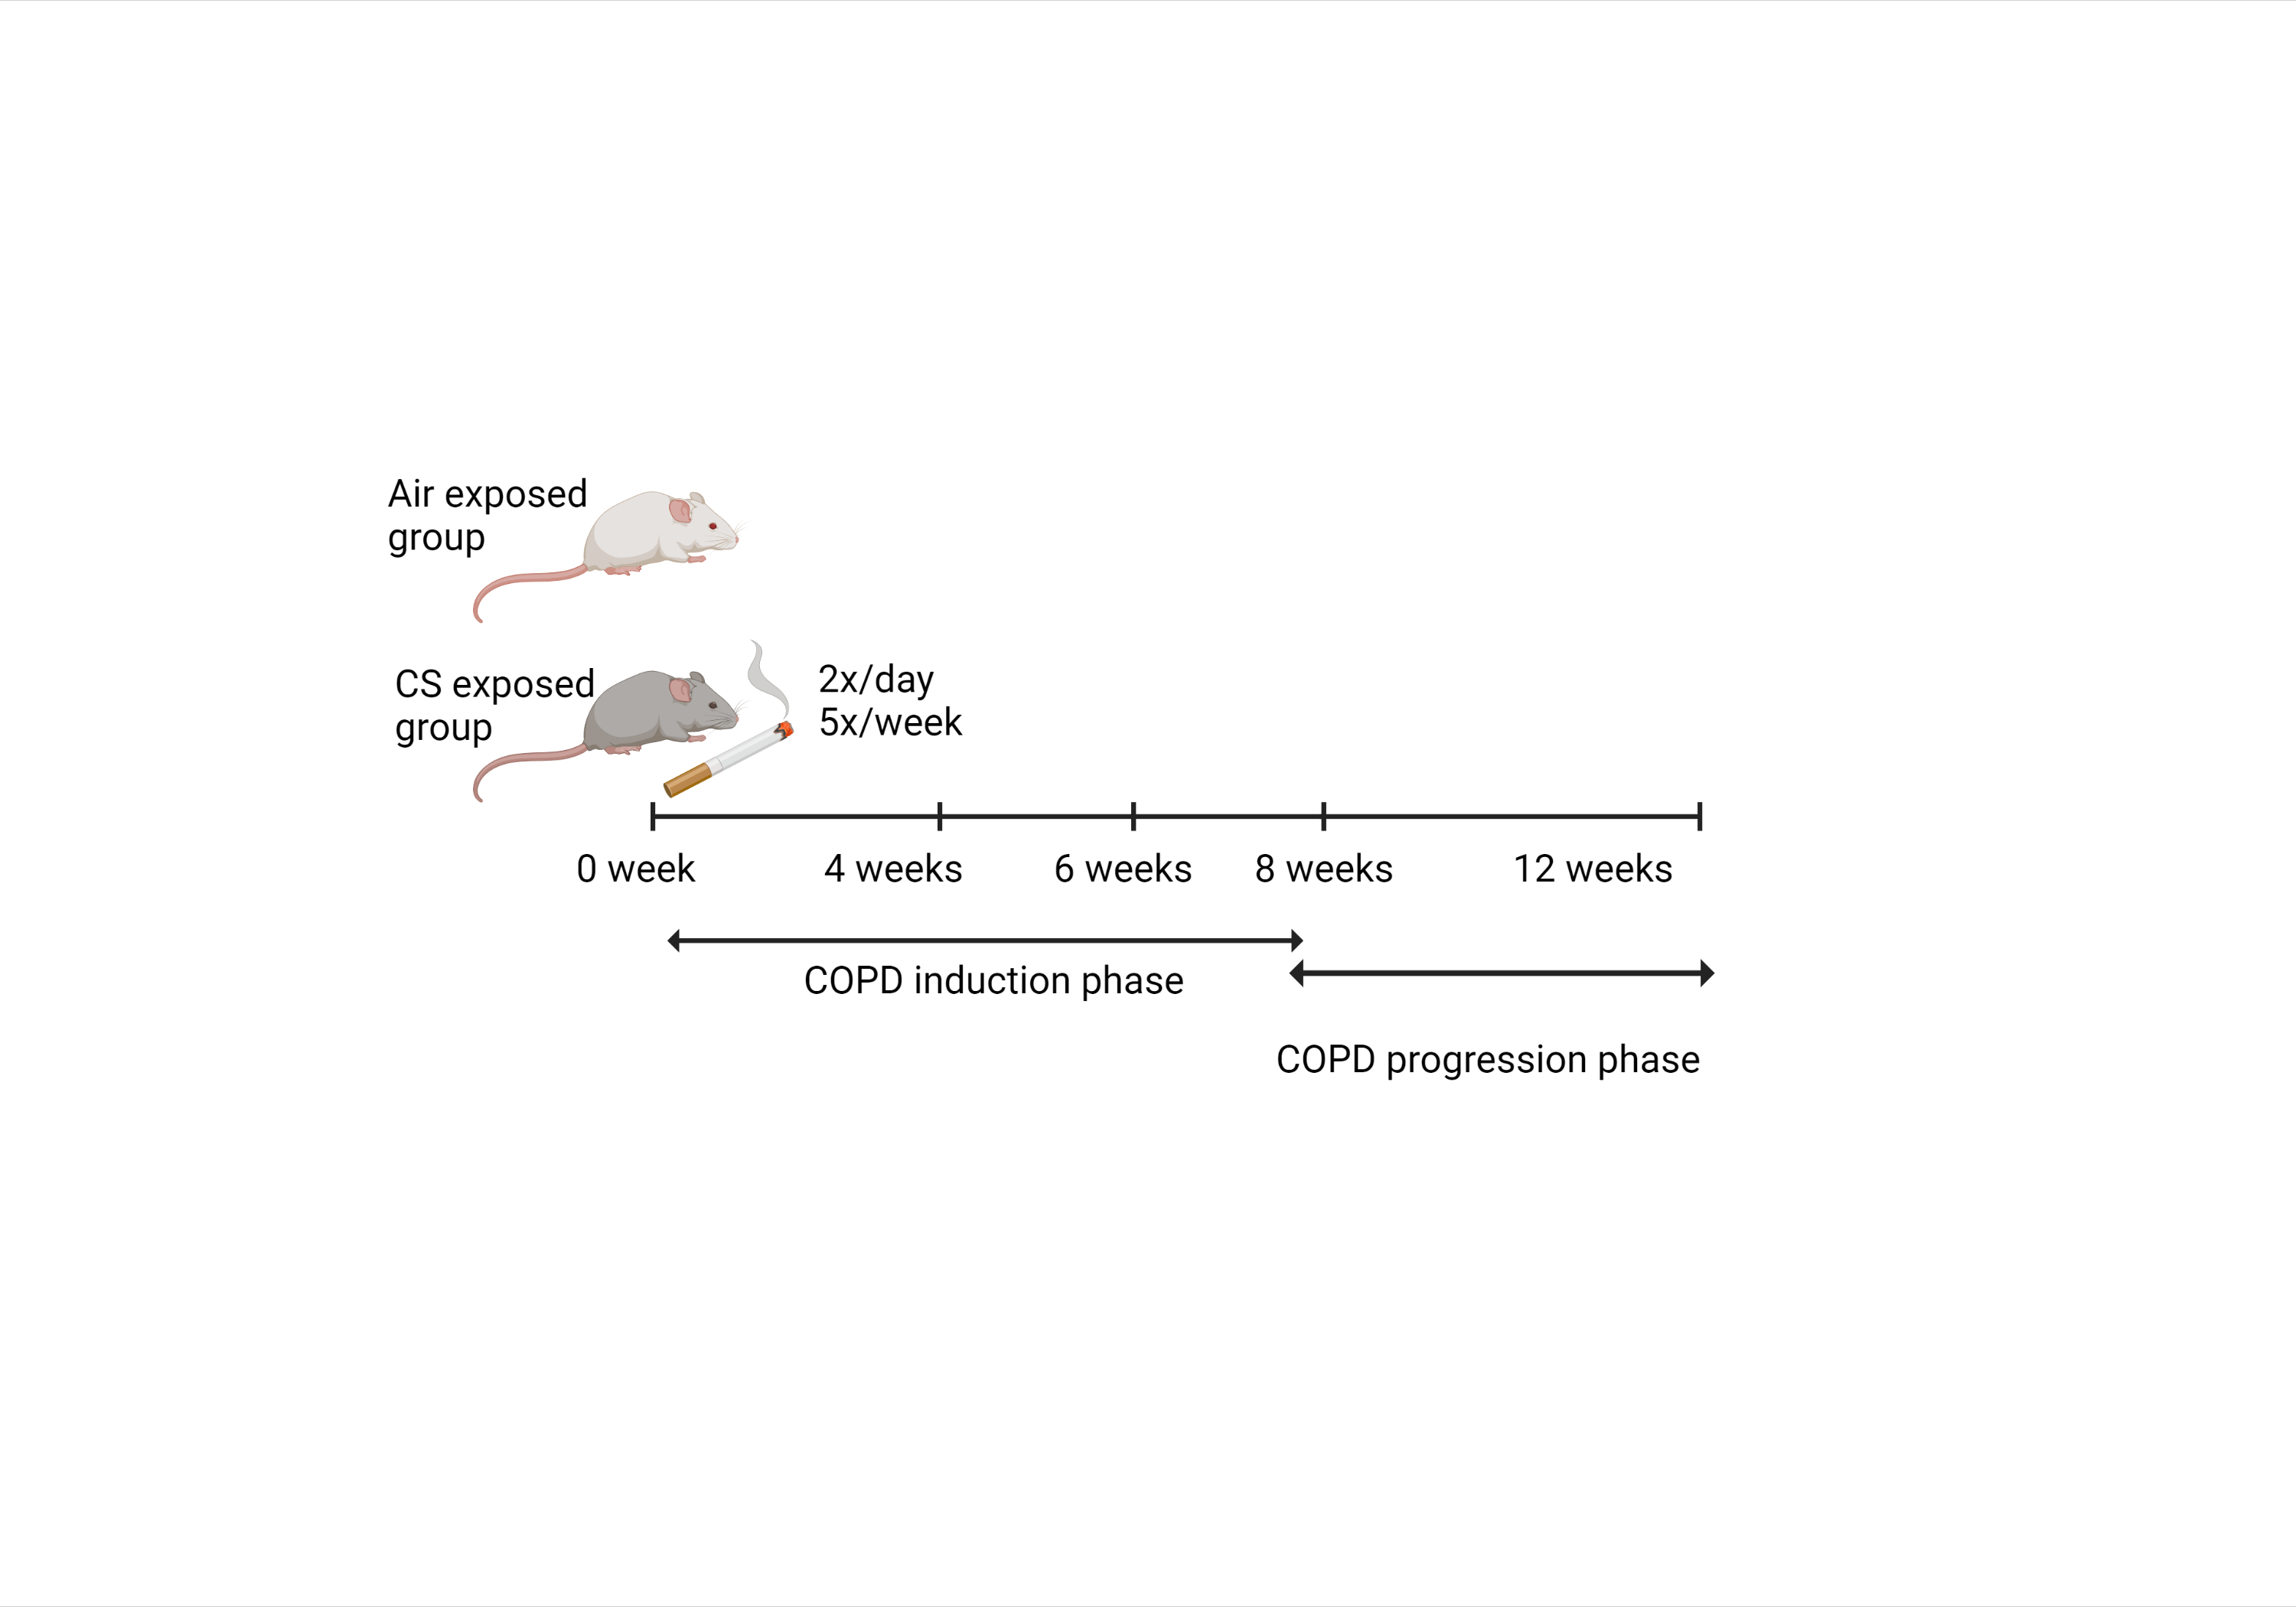 Air exposed
group
CS exposed
group
2x/day
5x/week
0 week
4 weeks
6 weeks
8 weeks
12 weeks
COPD induction phase
COPD progression phase